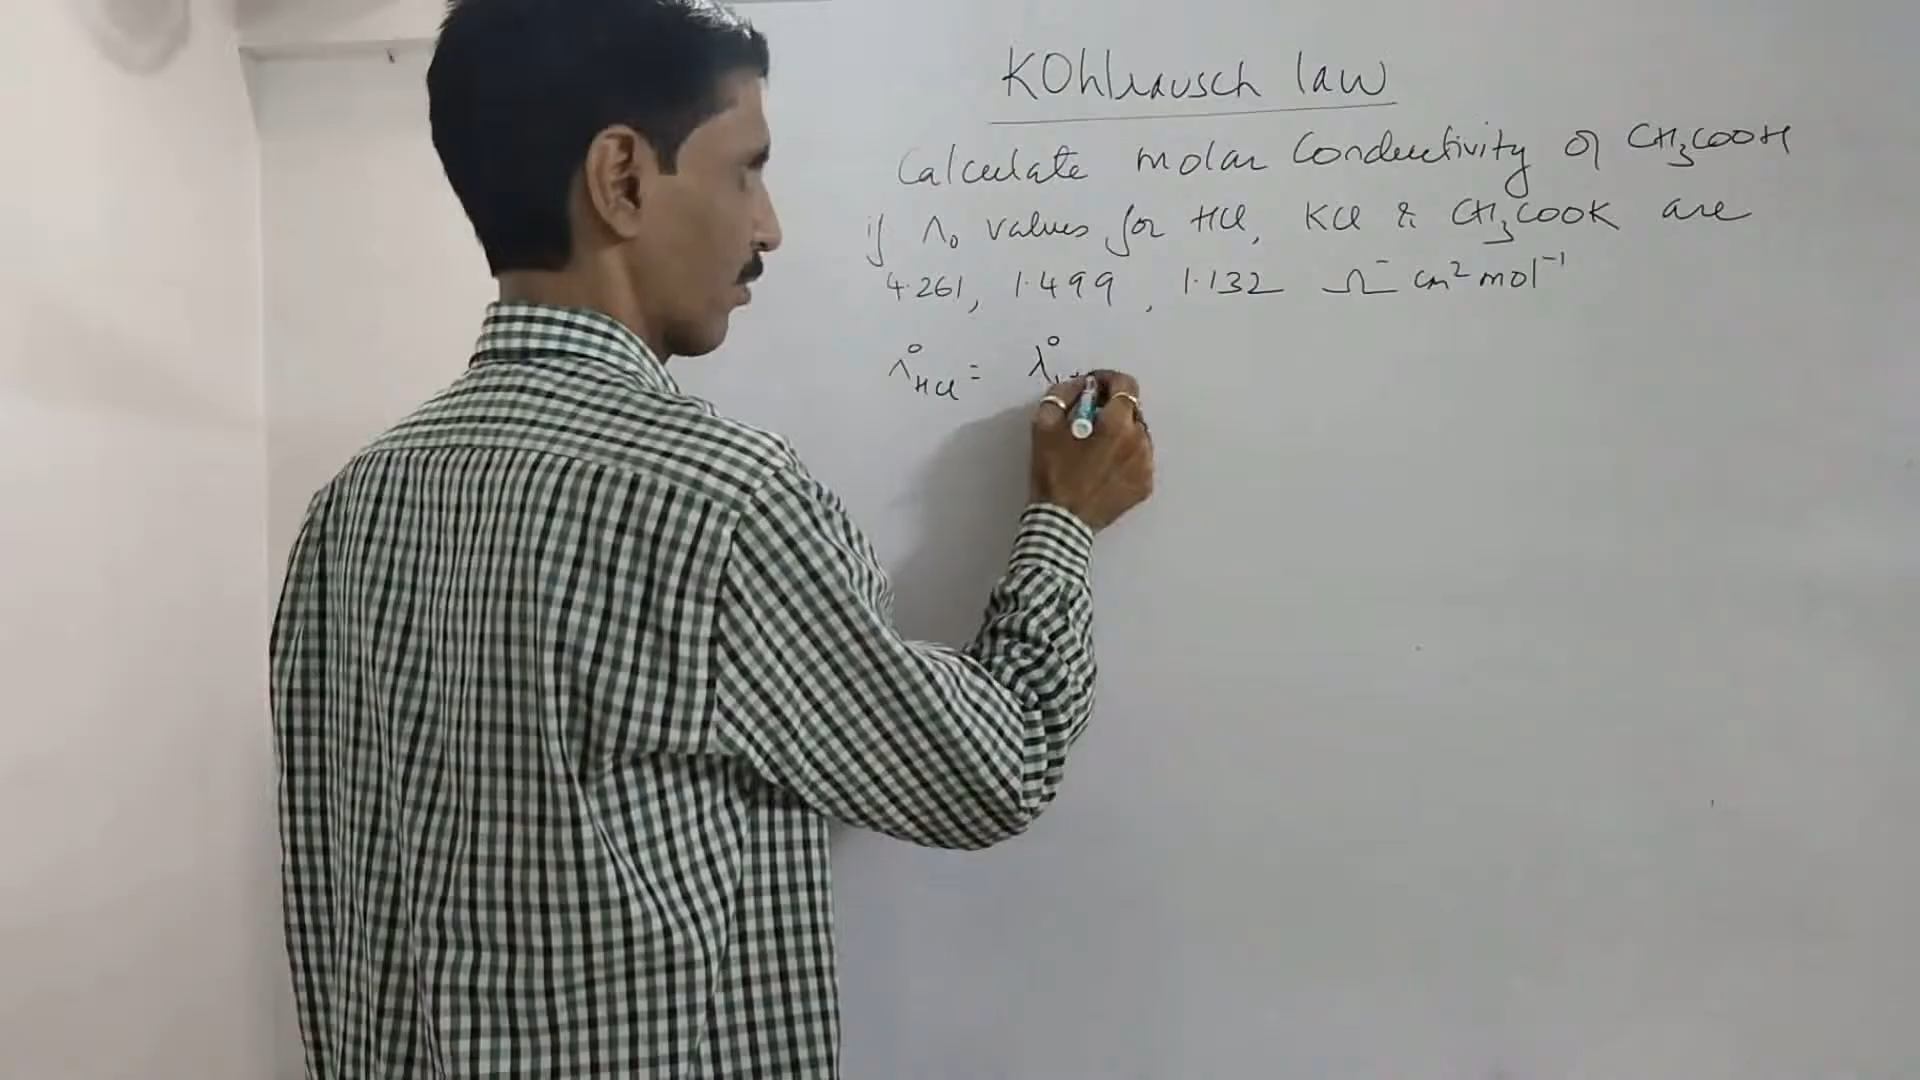 KOhlrausch law
Calculate molar Conductivity of CH₃COOH
if Λ₀ values for HCl, KCl & CH₃COOK are
4.261, 1.499, 1.132 Ω⁻ cm² mol⁻¹
Λ°HCl = λ°